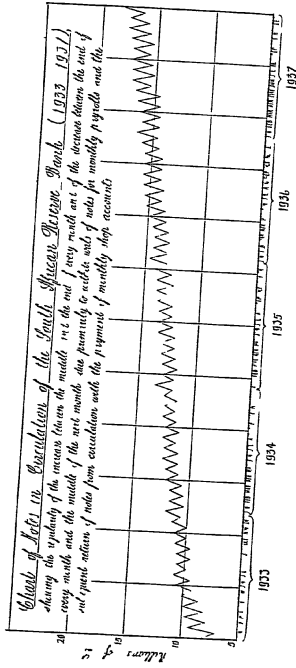 Chart of Notes in Circulation of the South African Reserve Bank (1933 1937)
showing the regularity of the increase between the middle and the end of every month and of the decrease between the end of
every month and the middle of the next month due primarily to withdrawals of notes for monthly payrolls and the
subsequent return of notes from circulation with the payment of monthly shop accounts
Millions of £
20
15
10
5
1933
1934
1935
1936
1937